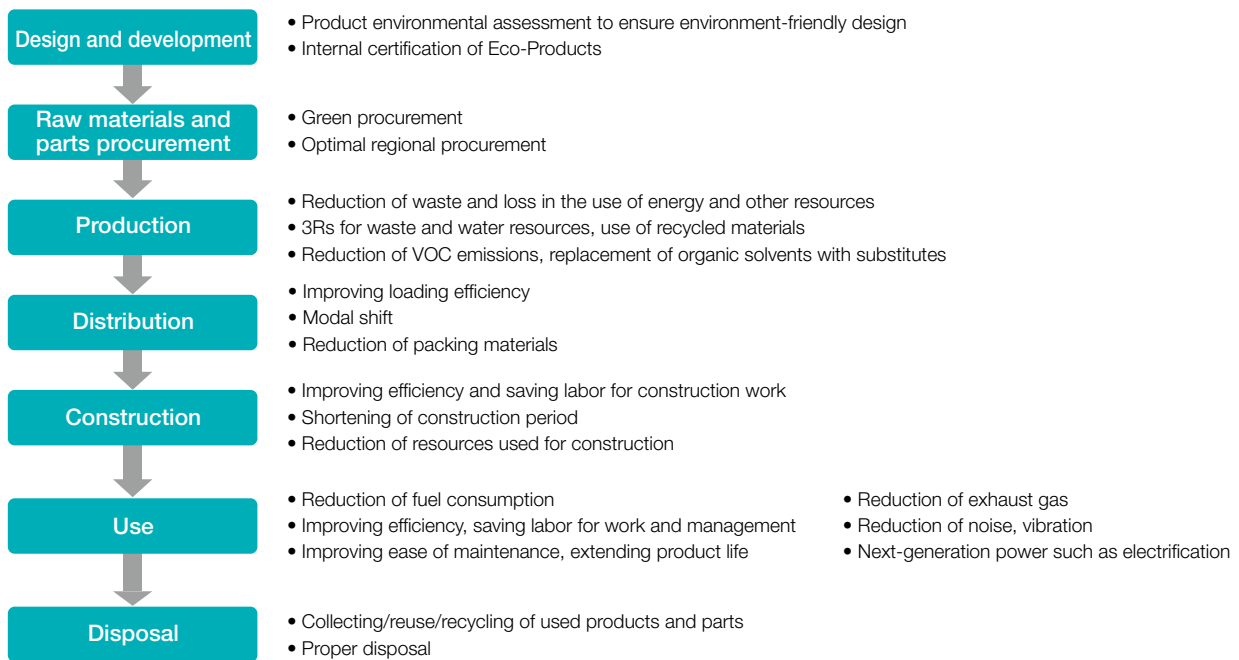 Design and development
• Product environmental assessment to ensure environment-friendly design
• Internal certification of Eco-Products
Raw materials and
parts procurement
• Green procurement
• Optimal regional procurement
Production
• Reduction of waste and loss in the use of energy and other resources
• 3Rs for waste and water resources, use of recycled materials
• Reduction of VOC emissions, replacement of organic solvents with substitutes
Distribution
• Improving loading efficiency
• Modal shift
• Reduction of packing materials
Construction
• Improving efficiency and saving labor for construction work
• Shortening of construction period
• Reduction of resources used for construction
Use
• Reduction of fuel consumption
• Improving efficiency, saving labor for work and management
• Improving ease of maintenance, extending product life
• Reduction of exhaust gas
• Reduction of noise, vibration
• Next-generation power such as electrification
Disposal
• Collecting/reuse/recycling of used products and parts
• Proper disposal